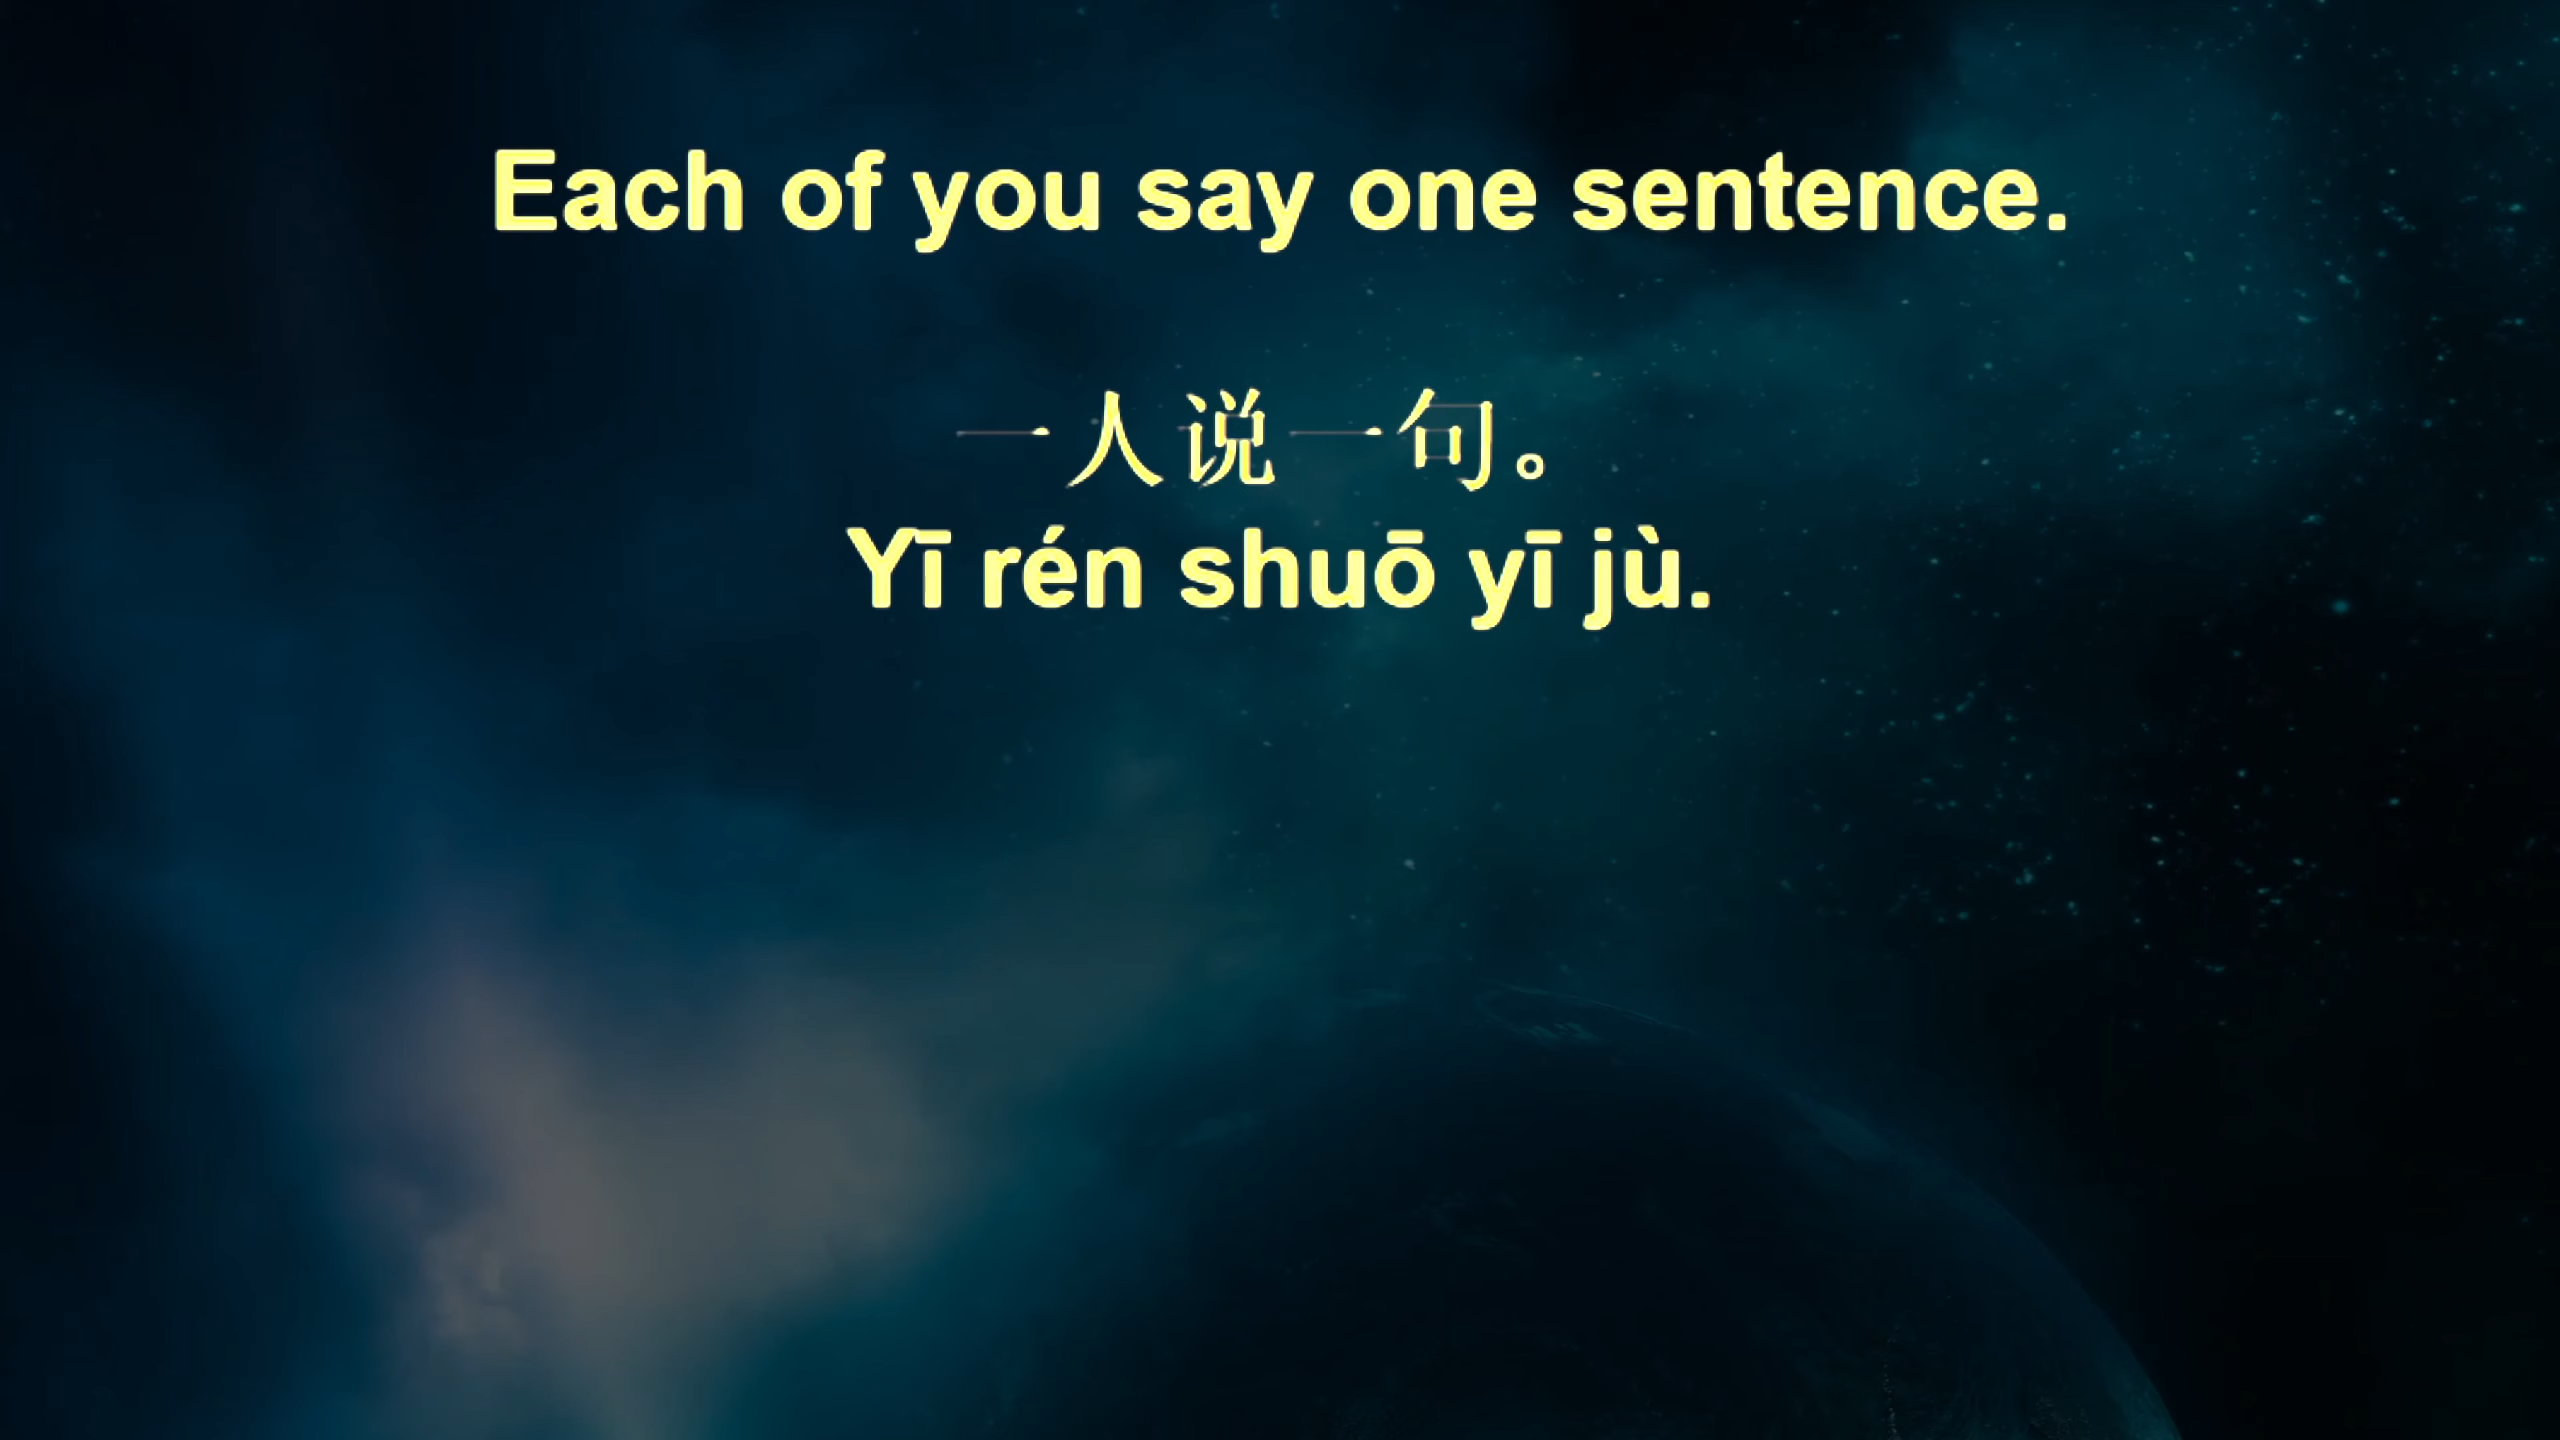 Each of you say one sentence.
一人说一句。
Yī rén shuō yī jù.